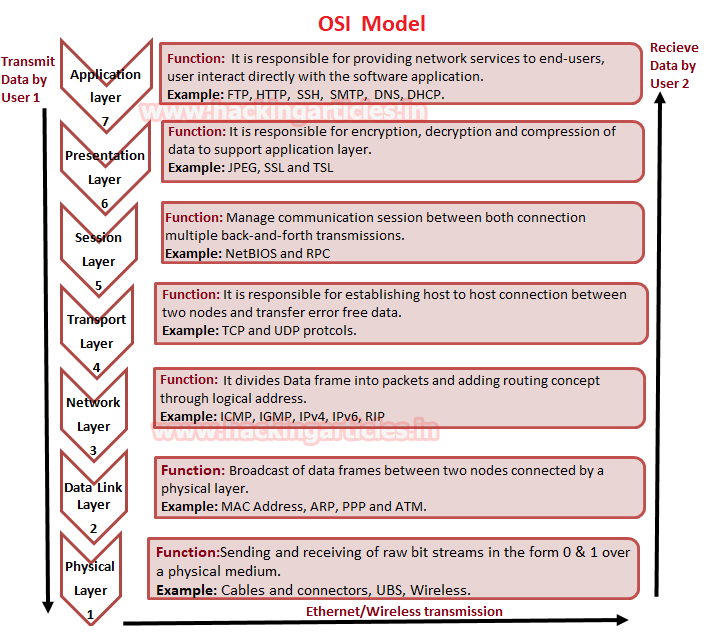 OSI Model
Transmit
Data by
User 1
Recieve
Data by
User 2
Application
layer
7
Function: It is responsible for providing network services to end-users,
user interact directly with the software application.
Example: FTP, HTTP, SSH, SMTP, DNS, DHCP.
www.hackingarticles.in
Presentation
Layer
6
Function: It is responsible for encryption, decryption and compression of
data to support application layer.
Example: JPEG, SSL and TSL
Session
Layer
5
Function: Manage communication session between both connection
multiple back-and-forth transmissions.
Example: NetBIOS and RPC
Transport
Layer
4
Function: It is responsible for establishing host to host connection between
two nodes and transfer error free data.
Example: TCP and UDP protcols.
Network
Layer
3
Function: It divides Data frame into packets and adding routing concept
through logical address.
Example: ICMP, IGMP, IPv4, IPv6, RIP
www.hackingarticles.in
Data Link
Layer
2
Function: Broadcast of data frames between two nodes connected by a
physical layer.
Example: MAC Address, ARP, PPP and ATM.
Physical
Layer
1
Function:Sending and receiving of raw bit streams in the form 0 & 1 over
a physical medium.
Example: Cables and connectors, UBS, Wireless.
Ethernet/Wireless transmission